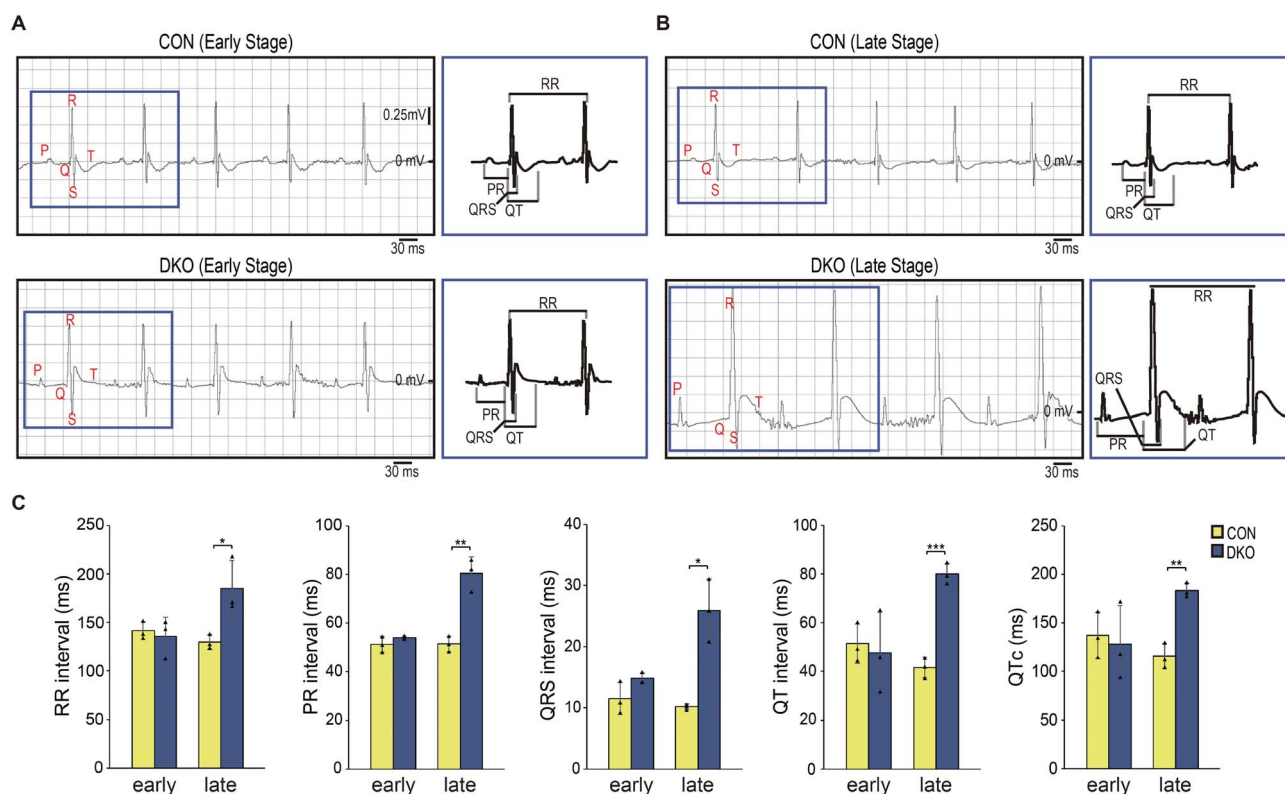 A
CON (Early Stage)
R
P
Q
T
S
0.25mV
0 mV
30 ms
RR
PR
QRS
QT
DKO (Early Stage)
R
P
Q
T
S
0 mV
30 ms
RR
PR
QRS
QT
B
CON (Late Stage)
R
P
Q
T
S
0 mV
30 ms
RR
PR
QRS
QT
DKO (Late Stage)
R
P
Q
S
T
0 mV
30 ms
RR
QRS
PR
QT
C
RR interval (ms)
250
200
150
100
50
0
*
early late
PR interval (ms)
100
80
60
40
20
0
**
early late
QRS interval (ms)
40
30
20
10
0
*
early late
QT interval (ms)
100
80
60
40
20
0
***
early late
QTc (ms)
250
200
150
100
50
0
**
early late
CON
DKO